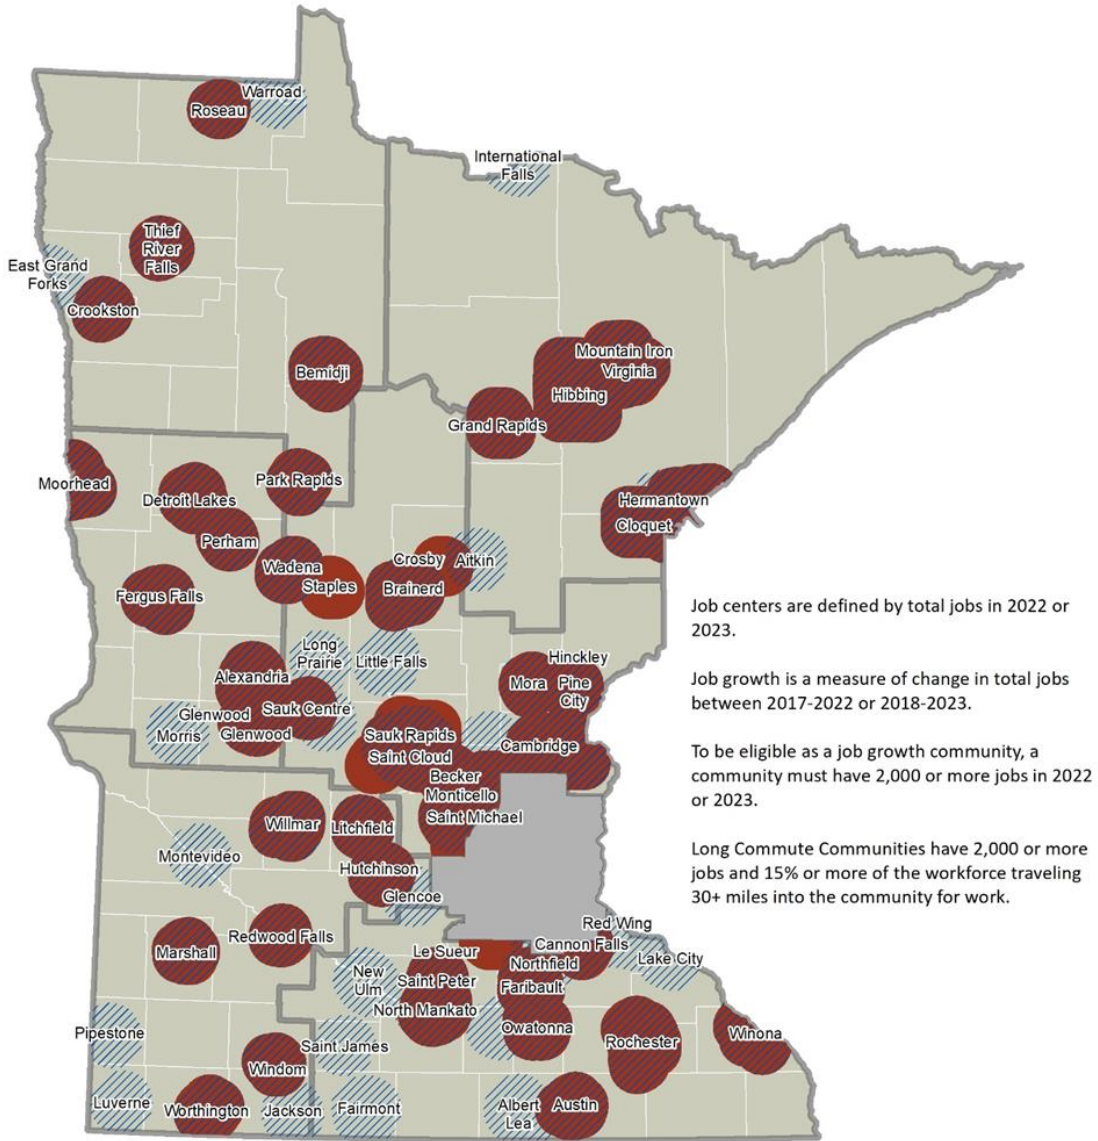 Warroad
Roseau
International
Falls
Thief
River
Falls
East Grand
Forks
Crookston
Bemidji
Mountain Iron
Virginia
Hibbing
Grand Rapids
Moorhead
Detroit Lakes
Park Rapids
Hermantown
Cloquet
Perham
Wadena
Staples
Crosby
Aitkin
Brainerd
Fergus Falls
Long
Prairie
Little Falls
Alexandria
Hinckley
Mora
Pine
City
Glenwood
Sauk Centre
Morris
Glenwood
Sauk Rapids
Saint Cloud
Cambridge
Becker
Monticello
Saint Michael
Willmar
Litchfield
Montevideo
Hutchinson
Glencoe
Job centers are defined by total jobs in 2022 or
2023.
Job growth is a measure of change in total jobs
between 2017-2022 or 2018-2023.
To be eligible as a job growth community, a
community must have 2,000 or more jobs in 2022
or 2023.
Long Commute Communities have 2,000 or more
jobs and 15% or more of the workforce traveling
30+ miles into the community for work.
Redwood Falls
Marshall
Red Wing
Le Sueur
Cannon Falls
Northfield
Lake City
New
Ulm
Saint Peter
Faribault
North Mankato
Owatonna
Rochester
Winona
Pipestone
Saint James
Windom
Luverne
Worthington
Jackson
Fairmont
Albert
Lea
Austin